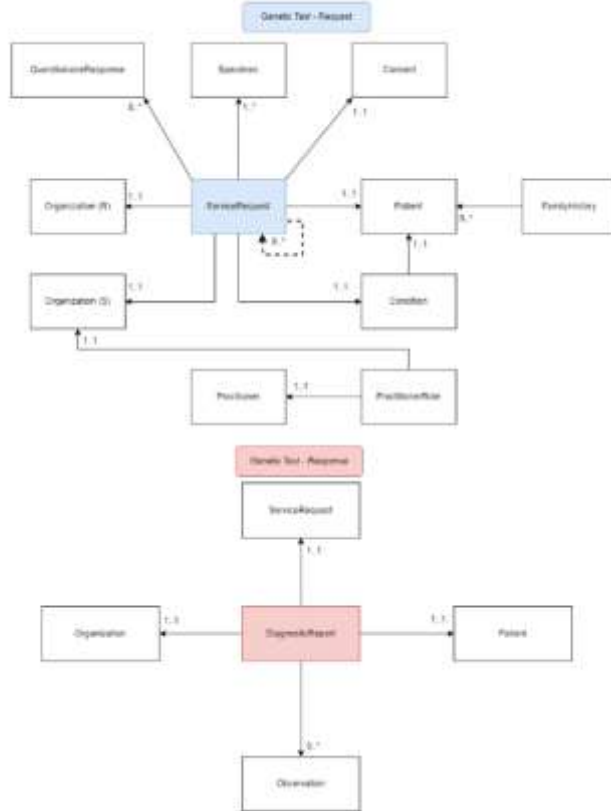 Genetic Test - Request
QuestionnaireResponse
Specimen
Consent
0..*
1..*
1..1
Organization (R)
1..1
ServiceRequest
1..1
Patient
0..*
FamilyHistory
0..*
1..1
Organization (S)
1..1
1..1
Condition
1..1
Practitioner
1..1
PractitionerRole
Genetic Test - Response
ServiceRequest
1..1
Organization
1..1
DiagnosticReport
1..1
Patient
0..*
Observation